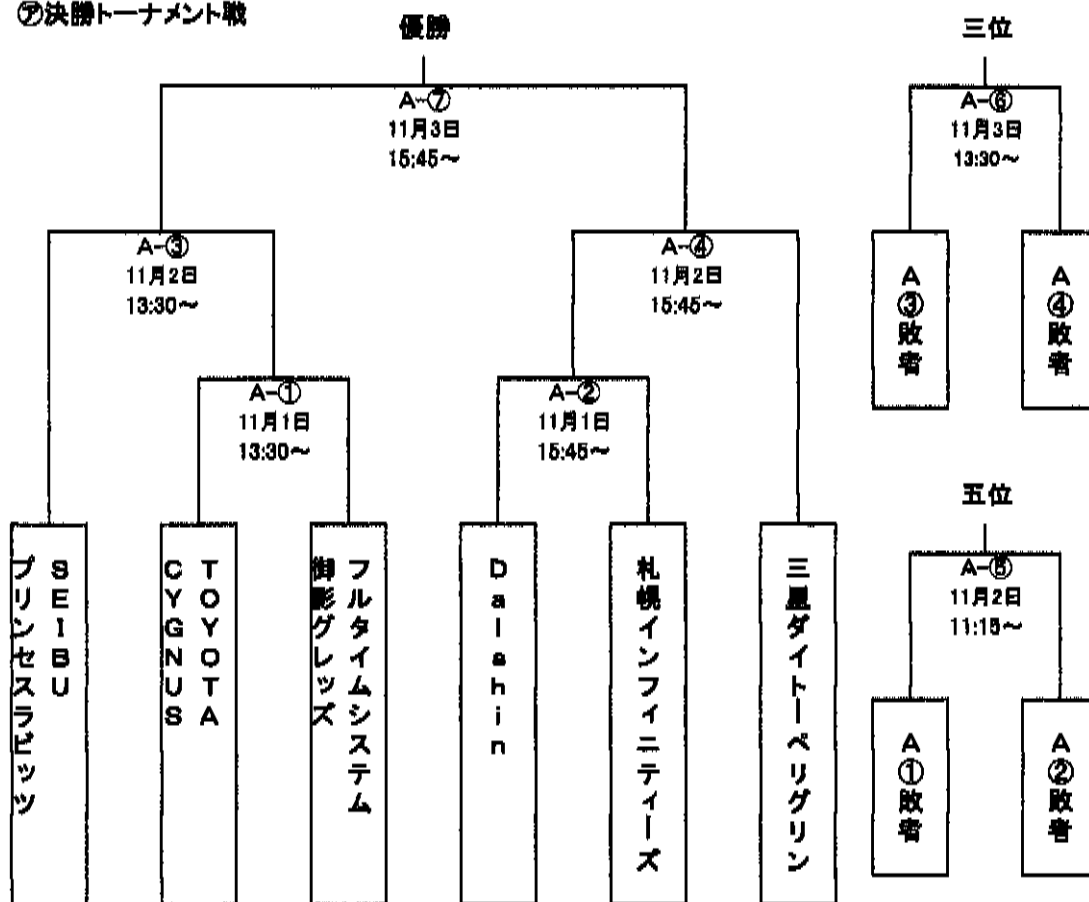 ㋐決勝トーナメント戦
優勝
A-⑦
11月3日
15:45～
A-③
11月2日
13:30～
A-④
11月2日
15:45～
A-①
11月1日
13:30～
A-②
11月1日
15:45～
SEIBU
プリンセスラビッツ
TOYOTA
CYGNUS
フルタイムシステム
御影グレッズ
Daishin
札幌インフィニティーズ
三星ダイトーペリグリン
三位
A-⑥
11月3日
13:30～
A③敗者
A④敗者
五位
A-⑤
11月2日
11:15～
A①敗者
A②敗者